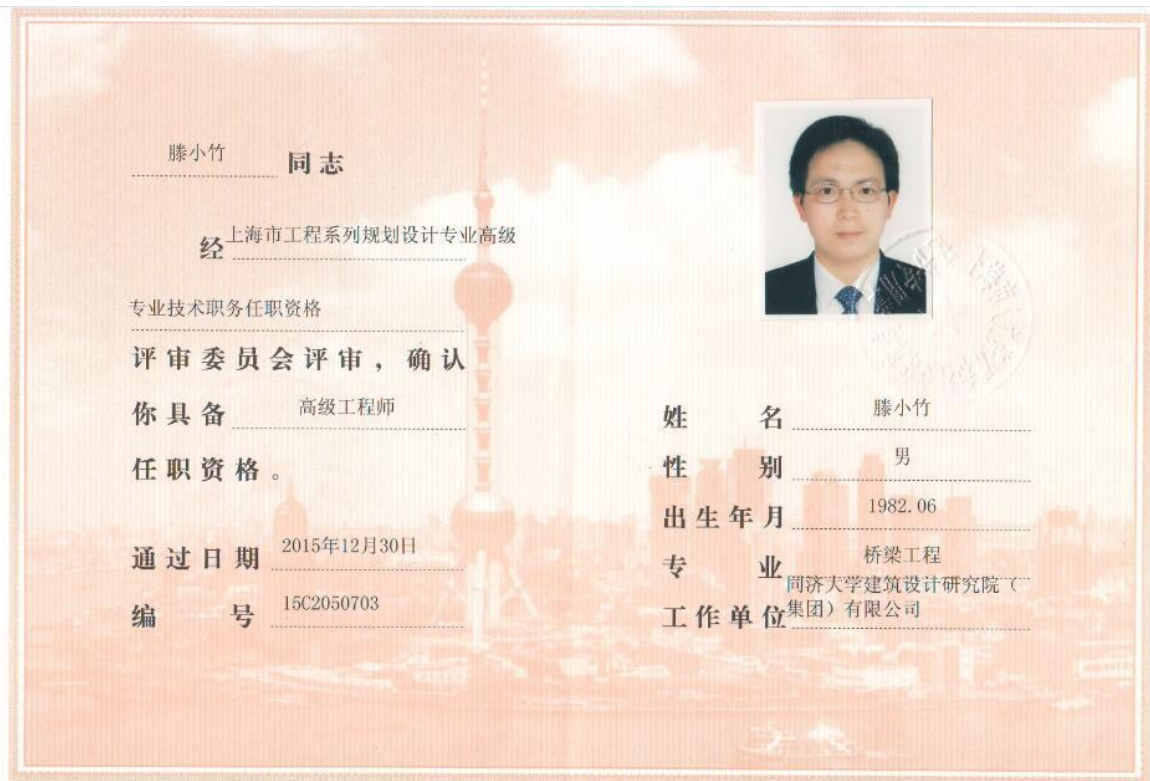 滕小竹 同志
经 上海市工程系列规划设计专业高级
专业技术职务任职资格
评审委员会评审，确认
你具备 高级工程师
任职资格。
通过日期 2015年12月30日
编号 15C2050703
姓名 滕小竹
性别 男
出生年月 1982.06
专业 桥梁工程
工作单位 同济大学建筑设计研究院（
集团）有限公司